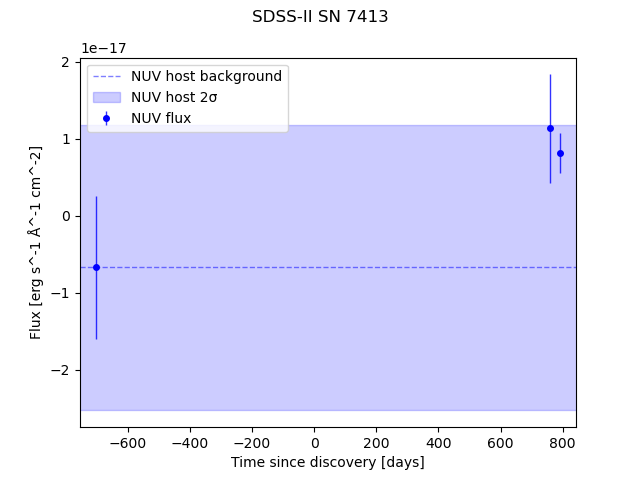 SDSS-II SN 7413
1e−17
NUV host background
NUV host 2σ
NUV flux
2
1
0
−1
−2
Flux [erg s^-1 Å^-1 cm^-2]
−600 −400 −200 0 200 400 600 800
Time since discovery [days]